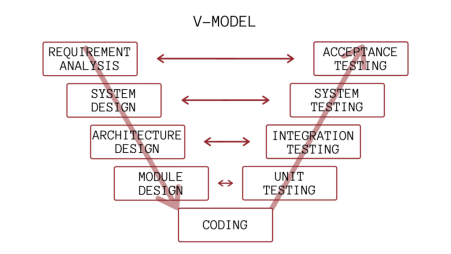 V-MODEL
REQUIREMENT
ANALYSIS
ACCEPTANCE
TESTING
SYSTEM
DESIGN
SYSTEM
TESTING
ARCHITECTURE
DESIGN
INTEGRATION
TESTING
MODULE
DESIGN
UNIT
TESTING
CODING